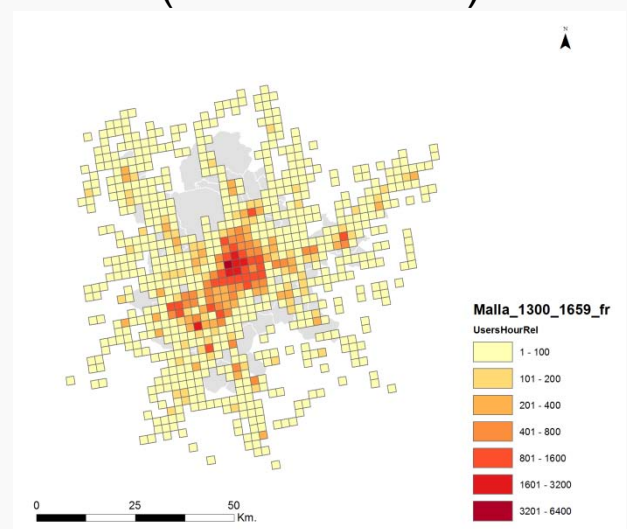 N
Malla_1300_1659_fr
UsersHourRel
1 - 100
101 - 200
201 - 400
401 - 800
801 - 1600
1601 - 3200
3201 - 6400
0 25 50
Km.